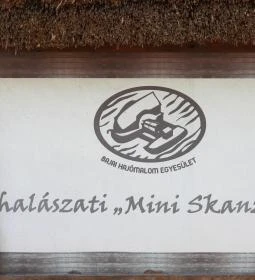 BAJAI HAJÓMALOM EGYESÜLET
halászati „Mini Skanz